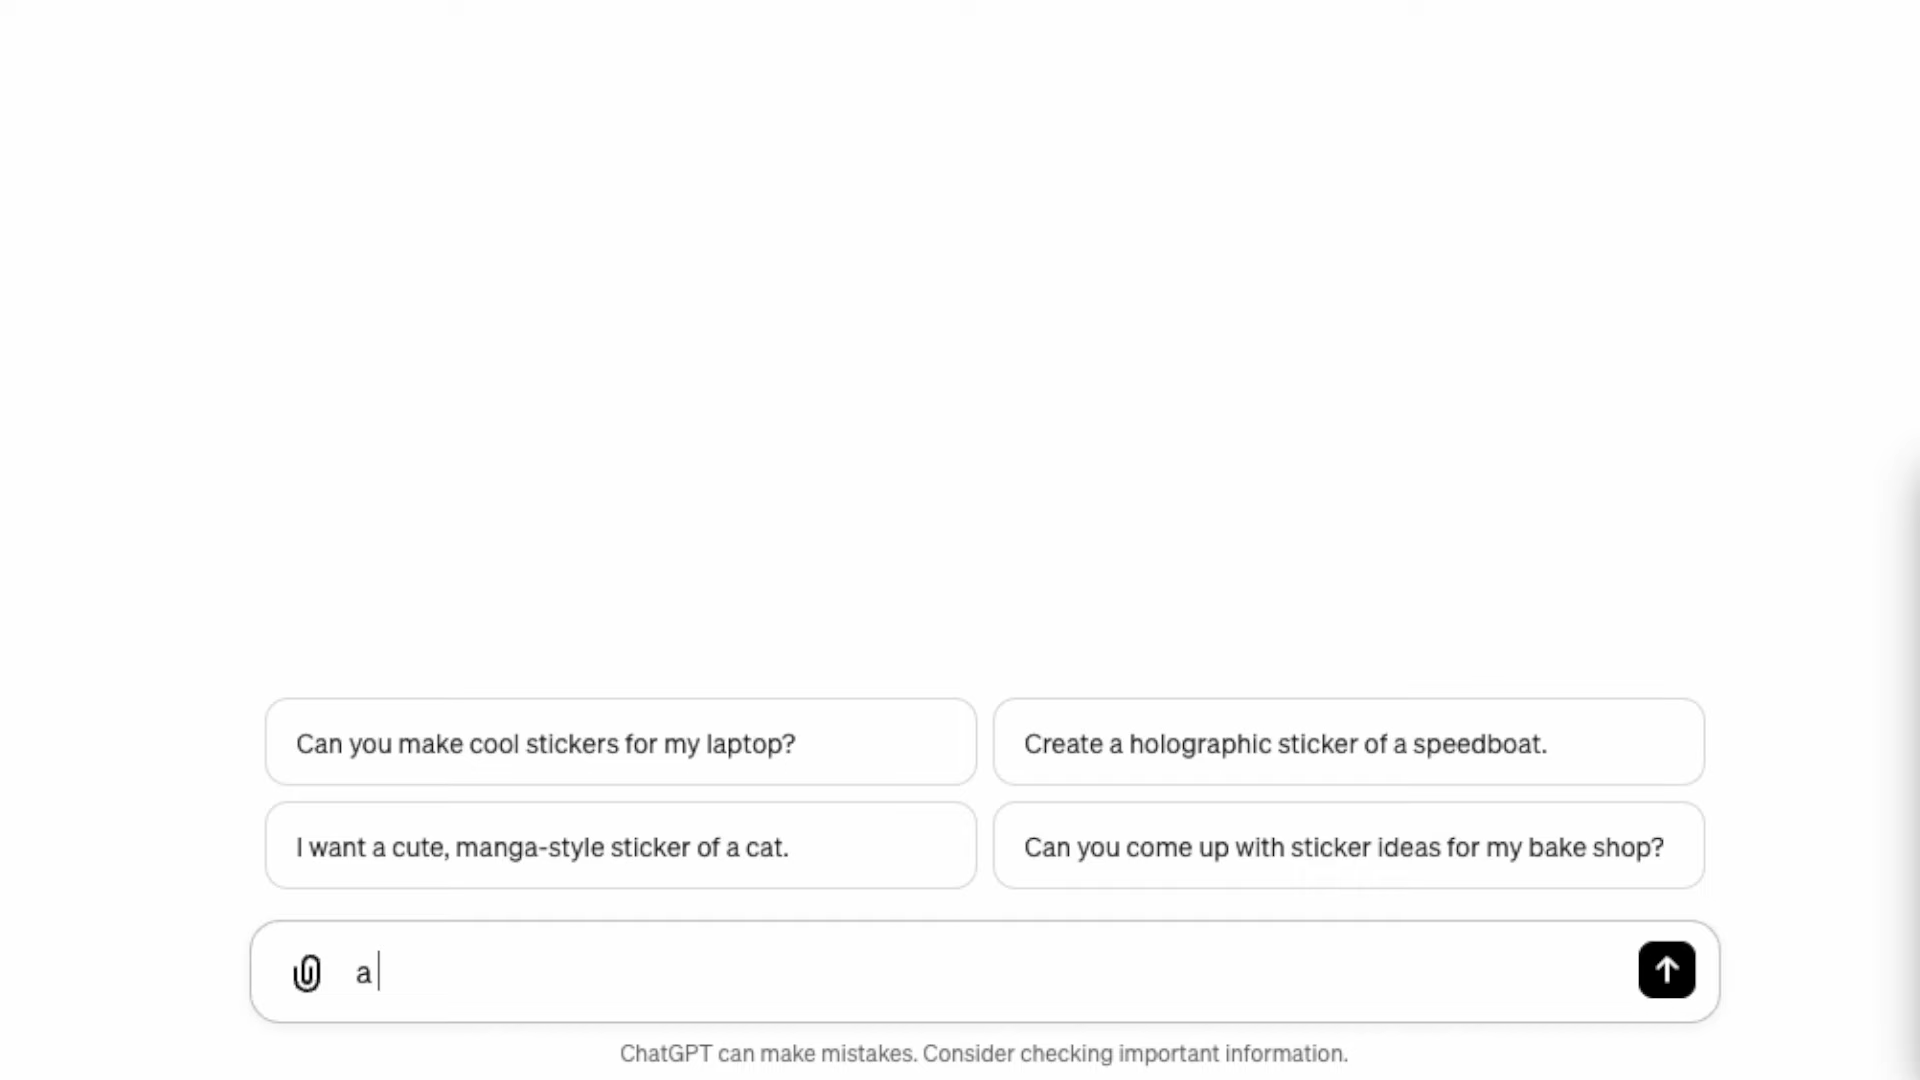 Can you make cool stickers for my laptop?
Create a holographic sticker of a speedboat.
I want a cute, manga-style sticker of a cat.
Can you come up with sticker ideas for my bake shop?
a
ChatGPT can make mistakes. Consider checking important information.